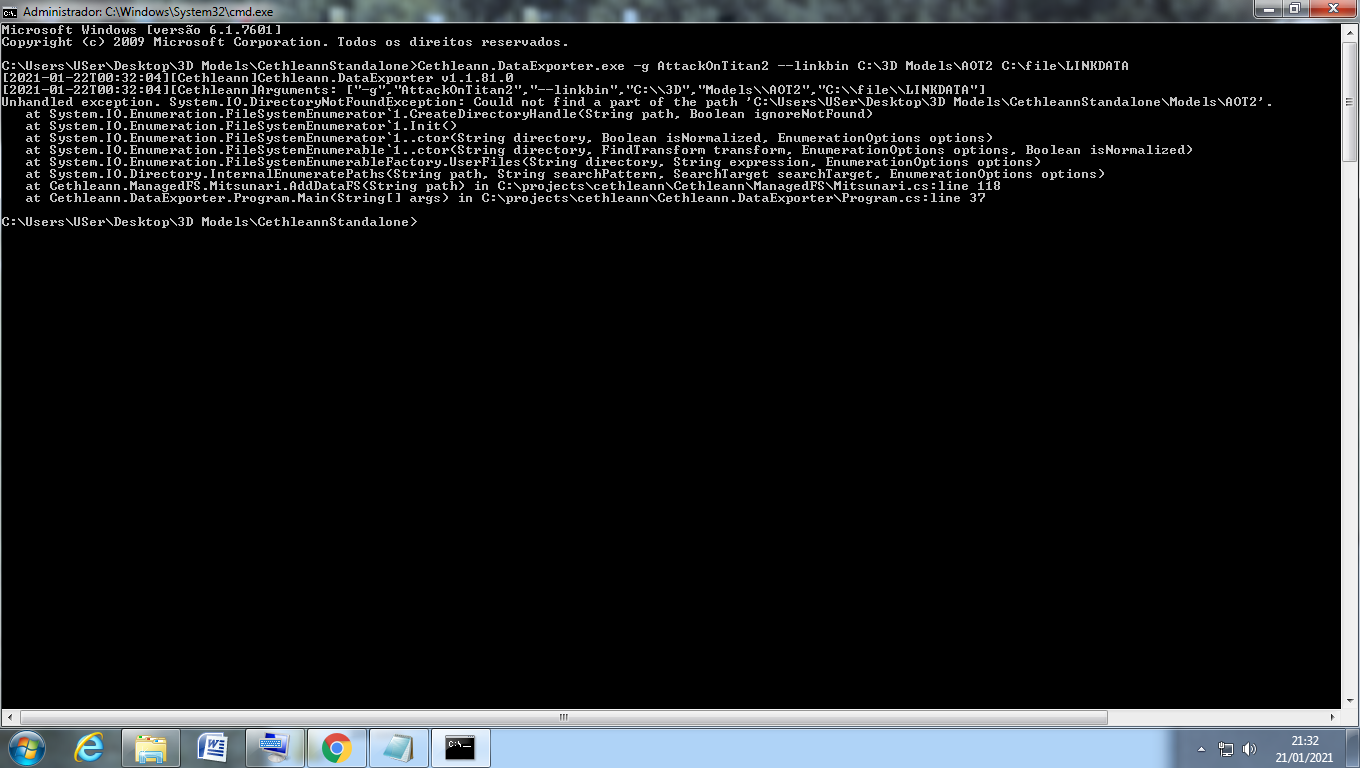 Administrador: C:\Windows\System32\cmd.exe
Microsoft Windows [versão 6.1.7601]
Copyright (c) 2009 Microsoft Corporation. Todos os direitos reservados.
C:\Users\USer\Desktop\3D Models\CethleannStandalone>Cethleann.DataExporter.exe -g AttackOnTitan2 --linkbin C:\3D Models\AOT2 C:\file\LINKDATA
[2021-01-22T00:32:04][Cethleann]Cethleann.DataExporter v1.1.81.0
[2021-01-22T00:32:04][Cethleann]Arguments: ["-g","AttackOnTitan2","--linkbin","C:\\3D","Models\\AOT2","C:\\file\\LINKDATA"]
Unhandled exception. System.IO.DirectoryNotFoundException: Could not find a part of the path 'C:\Users\USer\Desktop\3D Models\CethleannStandalone\Models\AOT2'.
at System.IO.Enumeration.FileSystemEnumerator`1.CreateDirectoryHandle(String path, Boolean ignoreNotFound)
at System.IO.Enumeration.FileSystemEnumerator`1.Init()
at System.IO.Enumeration.FileSystemEnumerator`1..ctor(String directory, Boolean isNormalized, EnumerationOptions options)
at System.IO.Enumeration.FileSystemEnumerable`1..ctor(String directory, FindTransform transform, EnumerationOptions options, Boolean isNormalized)
at System.IO.Enumeration.FileSystemEnumerableFactory.UserFiles(String directory, String expression, EnumerationOptions options)
at System.IO.Directory.InternalEnumeratePaths(String path, String searchPattern, SearchTarget searchTarget, EnumerationOptions options)
at Cethleann.ManagedFS.Mitsunari.AddDataFS(String path) in C:\projects\cethleann\Cethleann\ManagedFS\Mitsunari.cs:line 118
at Cethleann.DataExporter.Program.Main(String[] args) in C:\projects\cethleann\Cethleann.DataExporter\Program.cs:line 37
C:\Users\USer\Desktop\3D Models\CethleannStandalone>
21:32
21/01/2021